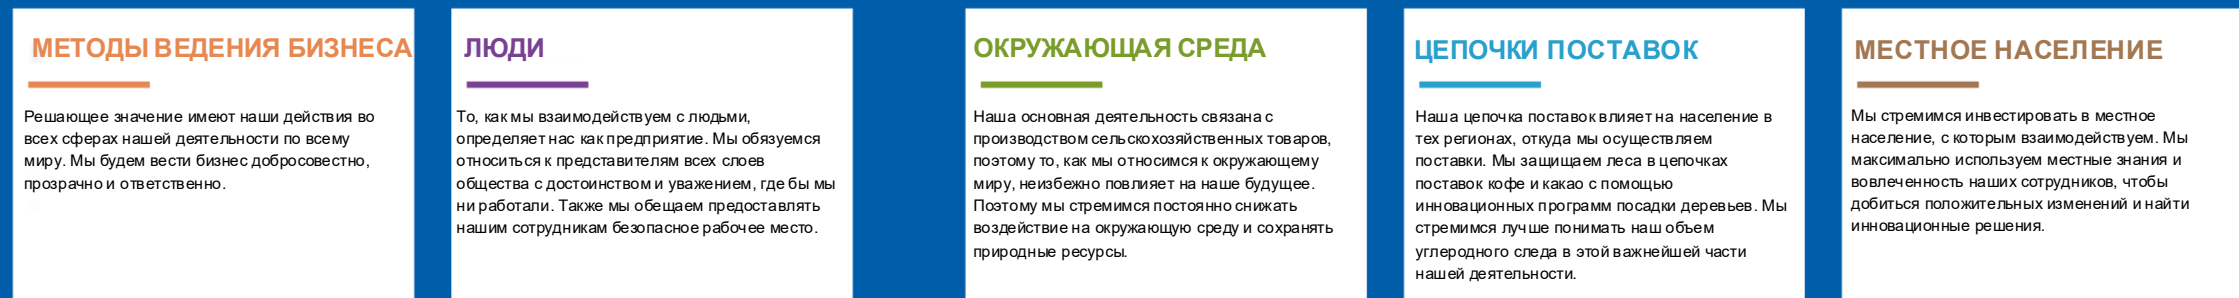 МЕТОДЫ ВЕДЕНИЯ БИЗНЕСА
Решающее значение имеют наши действия во
всех сферах нашей деятельности по всему
миру. Мы будем вести бизнес добросовестно,
прозрачно и ответственно.
ЛЮДИ
То, как мы взаимодействуем с людьми,
определяет нас как предприятие. Мы обязуемся
относиться к представителям всех слоев
общества с достоинством и уважением, где бы мы
ни работали. Также мы обещаем предоставлять
нашим сотрудникам безопасное рабочее место.
ОКРУЖАЮЩАЯ СРЕДА
Наша основная деятельность связана с
производством сельскохозяйственных товаров,
поэтому то, как мы относимся к окружающему
миру, неизбежно повлияет на наше будущее.
Поэтому мы стремимся постоянно снижать
воздействие на окружающую среду и сохранять
природные ресурсы.
ЦЕПОЧКИ ПОСТАВОК
Наша цепочка поставок влияет на население в
тех регионах, откуда мы осуществляем
поставки. Мы защищаем леса в цепочках
поставок кофе и какао с помощью
инновационных программ посадки деревьев. Мы
стремимся лучше понимать наш объем
углеродного следа в этой важнейшей части
нашей деятельности.
МЕСТНОЕ НАСЕЛЕНИЕ
Мы стремимся инвестировать в местное
население, с которым взаимодействуем. Мы
максимально используем местные знания и
вовлеченность наших сотрудников, чтобы
добиться положительных изменений и найти
инновационные решения.